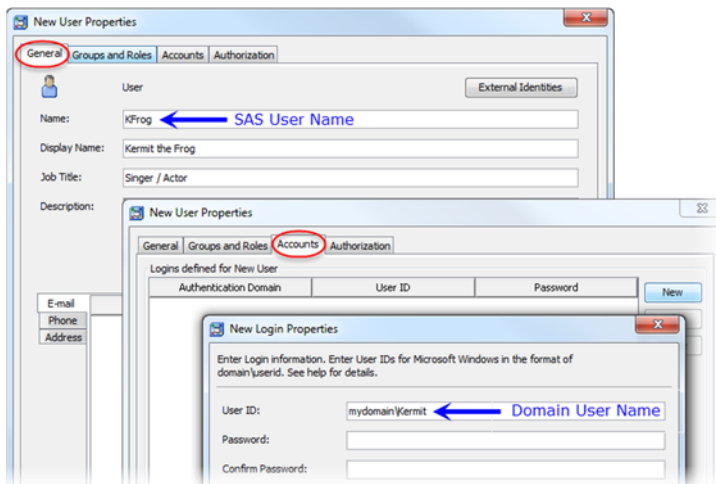 New User Properties
General Groups and Roles Accounts Authorization
User
External Identities
Name: KFrog SAS User Name
Display Name: Kermit the Frog
Job Title: Singer / Actor
Description:
E-mail
Phone
Address
New User Properties
General Groups and Roles Accounts Authorization
Logins defined for New User
Authentication Domain User ID Password
New
New Login Properties
Enter Login information. Enter User IDs for Microsoft Windows in the format of
domain\userid. See help for details.
User ID: mydomain\Kermit Domain User Name
Password:
Confirm Password: